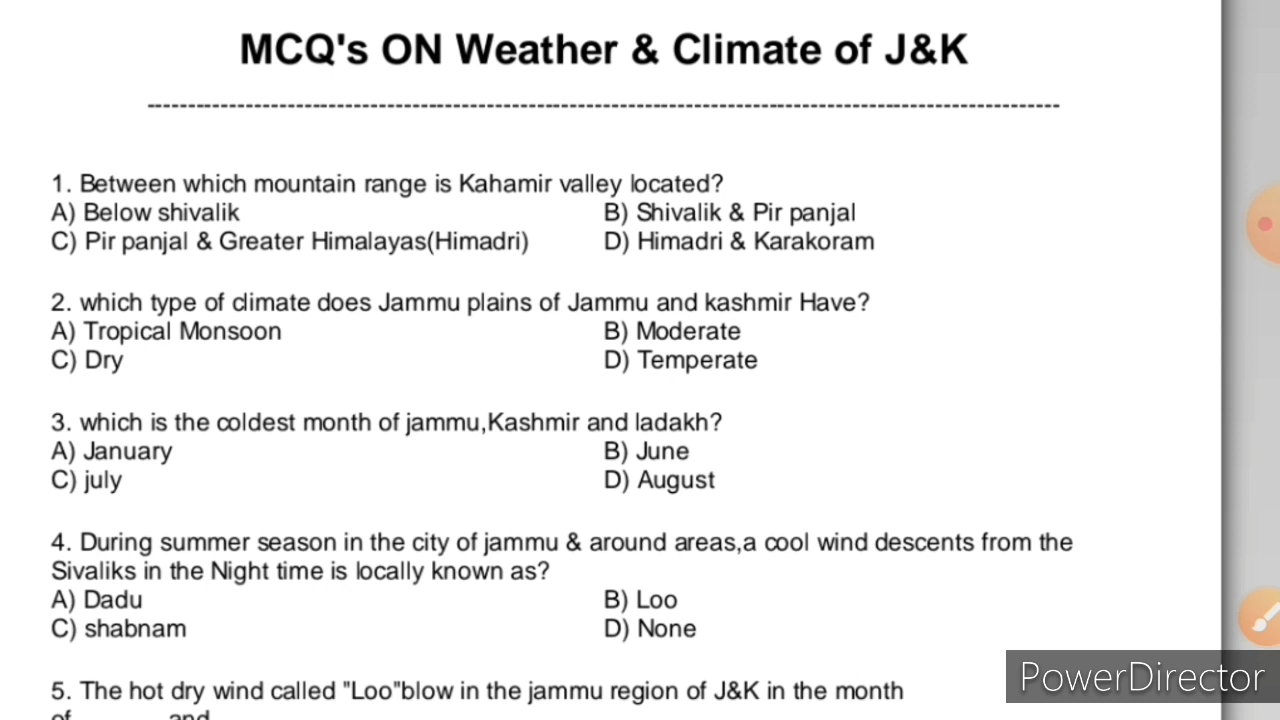 MCQ's ON Weather & Climate of J&K
1. Between which mountain range is Kahamir valley located?
A) Below shivalik B) Shivalik & Pir panjal
C) Pir panjal & Greater Himalayas(Himadri) D) Himadri & Karakoram
2. which type of climate does Jammu plains of Jammu and kashmir Have?
A) Tropical Monsoon B) Moderate
C) Dry D) Temperate
3. which is the coldest month of jammu,Kashmir and ladakh?
A) January B) June
C) july D) August
4. During summer season in the city of jammu & around areas,a cool wind descents from the
Sivaliks in the Night time is locally known as?
A) Dadu B) Loo
C) shabnam D) None
5. The hot dry wind called "Loo"blow in the jammu region of J&K in the month
of and
PowerDirector